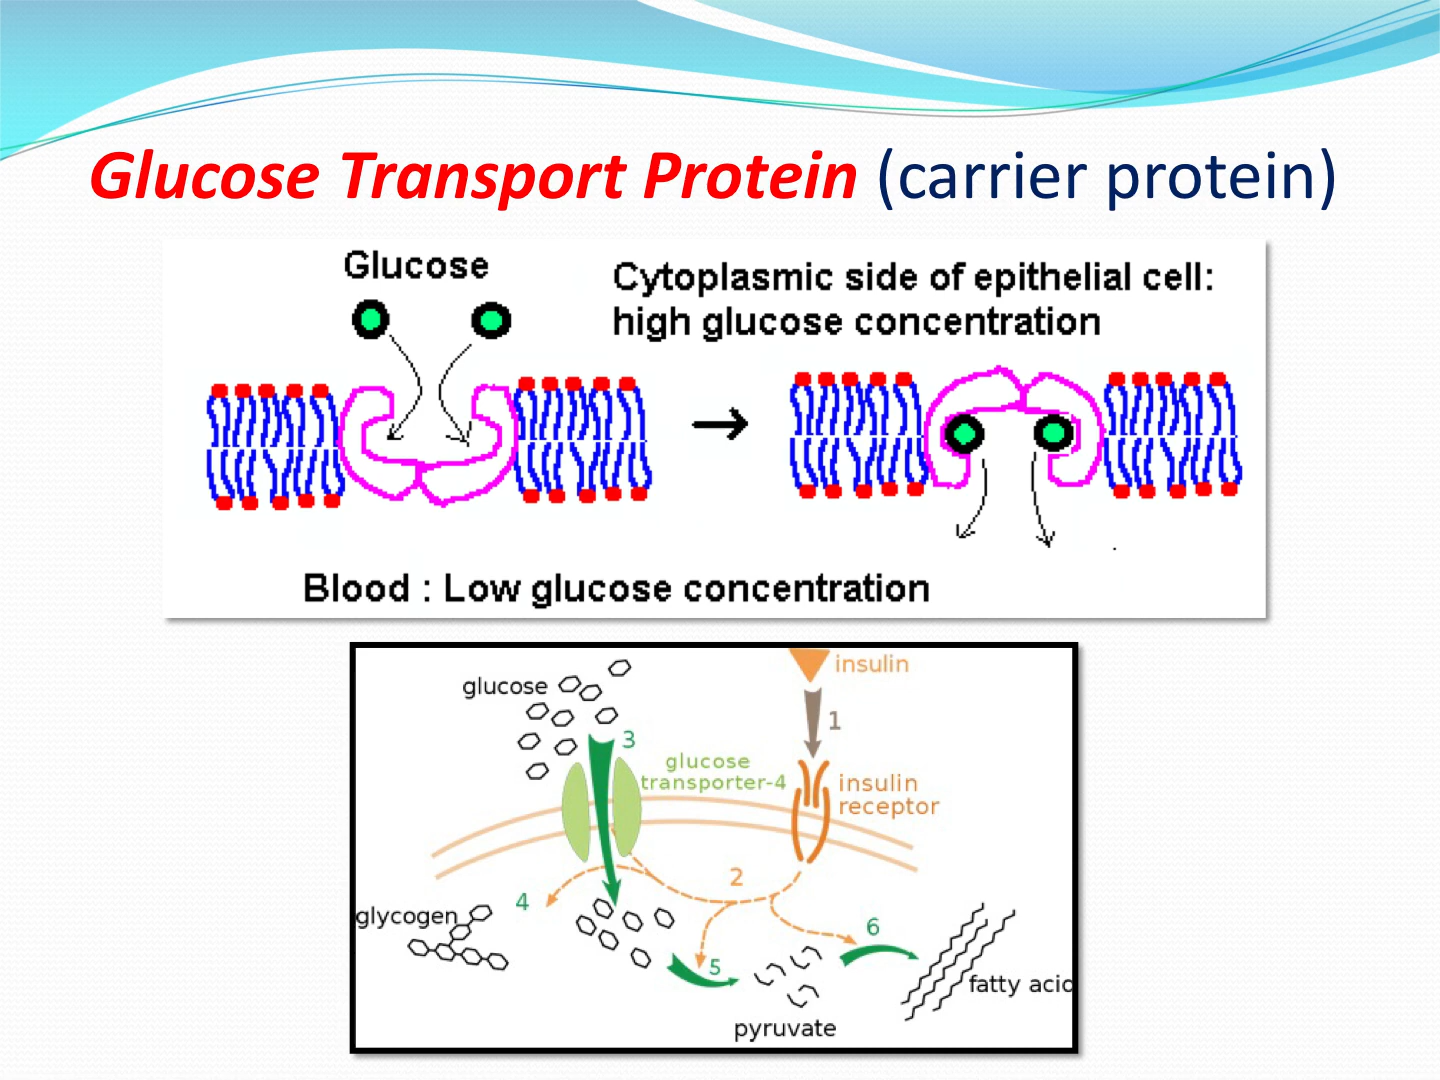 Glucose Transport Protein (carrier protein)
Glucose
Cytoplasmic side of epithelial cell:
high glucose concentration
Blood : Low glucose concentration
insulin
glucose
1
3
glucose
transporter-4
insulin
receptor
2
4
glycogen
6
5
fatty acid
pyruvate